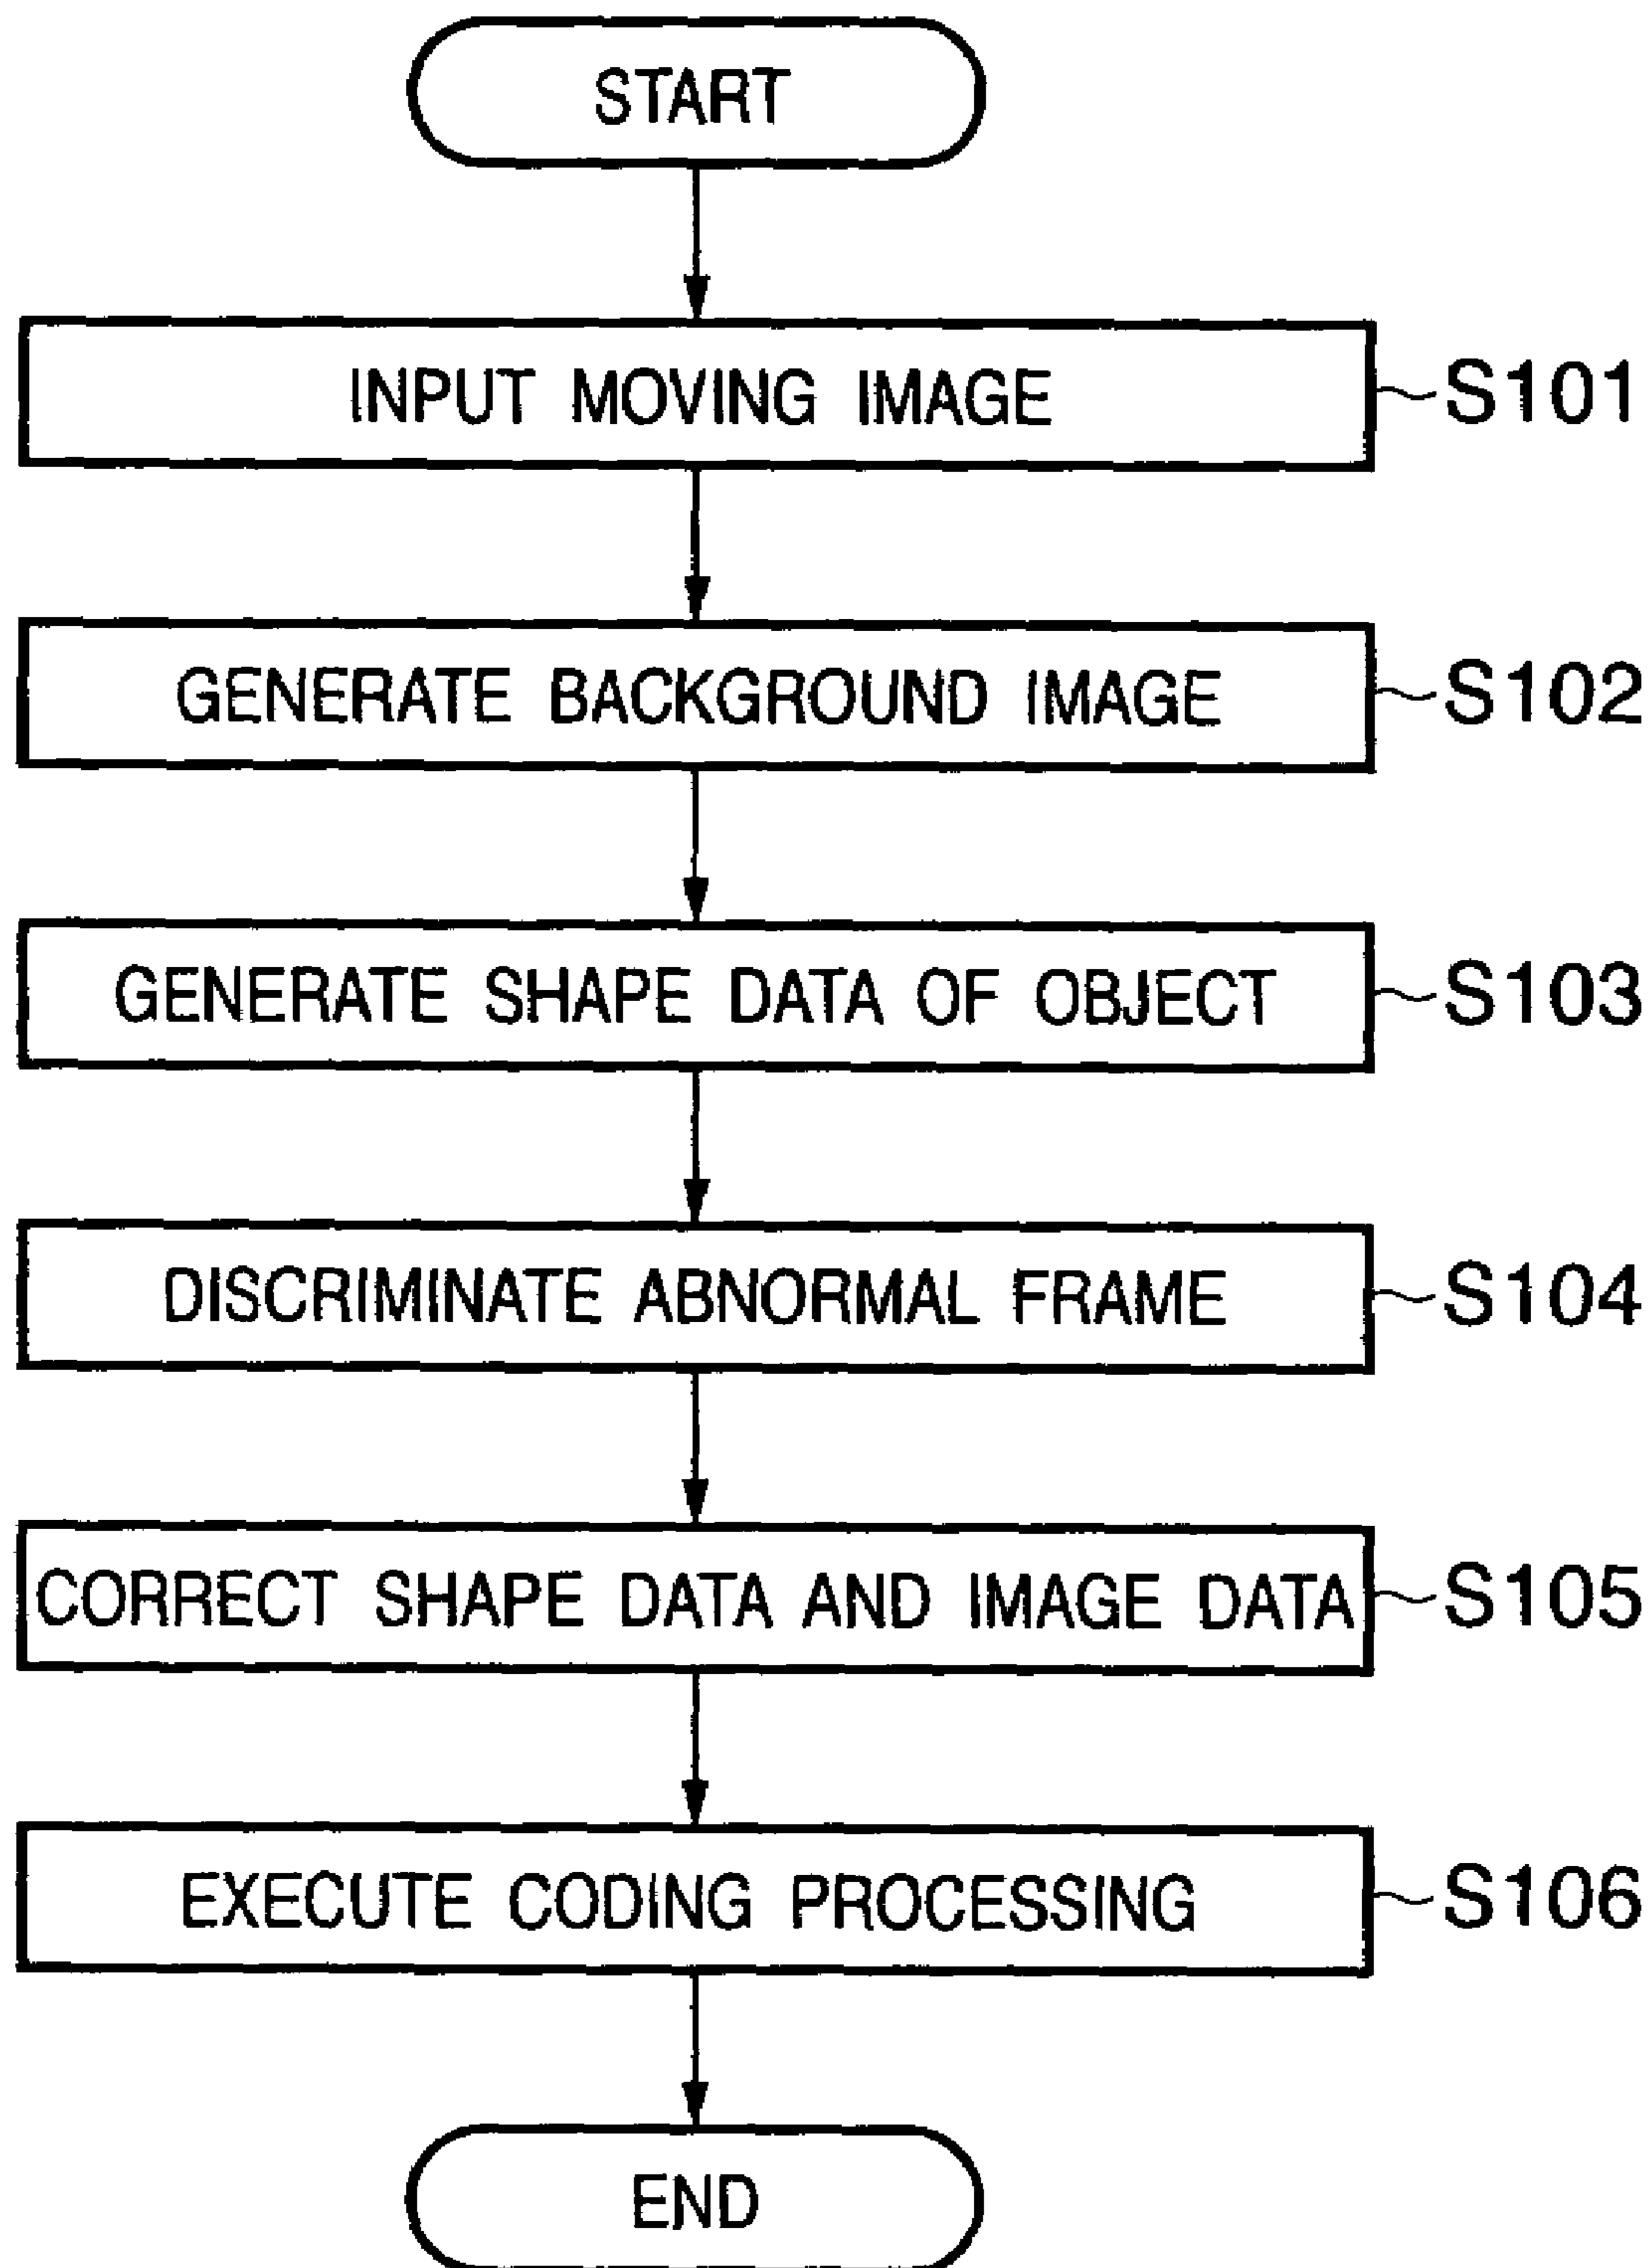 START
INPUT MOVING IMAGE S101
GENERATE BACKGROUND IMAGE S102
GENERATE SHAPE DATA OF OBJECT S103
DISCRIMINATE ABNORMAL FRAME S104
CORRECT SHAPE DATA AND IMAGE DATA S105
EXECUTE CODING PROCESSING S106
END